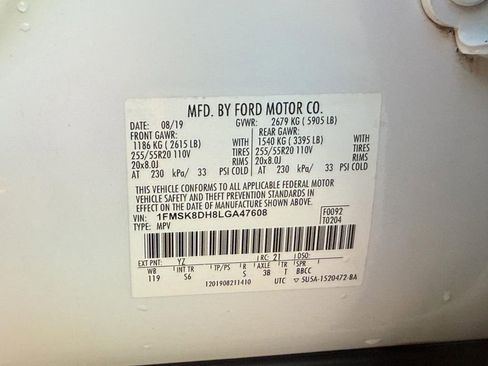 MFD. BY FORD MOTOR CO.
DATE: 08/19 GVWR: 2679 KG ( 5905 LB)
FRONT GAWR: REAR GAWR:
1186 KG ( 2615 LB) WITH 1540 KG ( 3395 LB) WITH
255/55R20 110V TIRES 255/55R20 110V TIRES
20x8.0J RIMS 20x8.0J RIMS
AT 230 kPa/ 33 PSI COLD AT 230 kPa/ 33 PSI COLD
THIS VEHICLE CONFORMS TO ALL APPLICABLE FEDERAL MOTOR
VEHICLE SAFETY AND THEFT PREVENTION STANDARDS IN EFFECT
ON THE DATE OF MANUFACTURE SHOWN ABOVE.
VIN: 1FMSK8DH8LGA47608 F0092
TYPE: MPV T0204
EXT PNT: YZ RC: 21 DSO:
WB INT TR TP/PS R AXLE TR SPR
119 S6 S 3B T BBCC
1201908211410 UTC 5U5A-1520472-BA